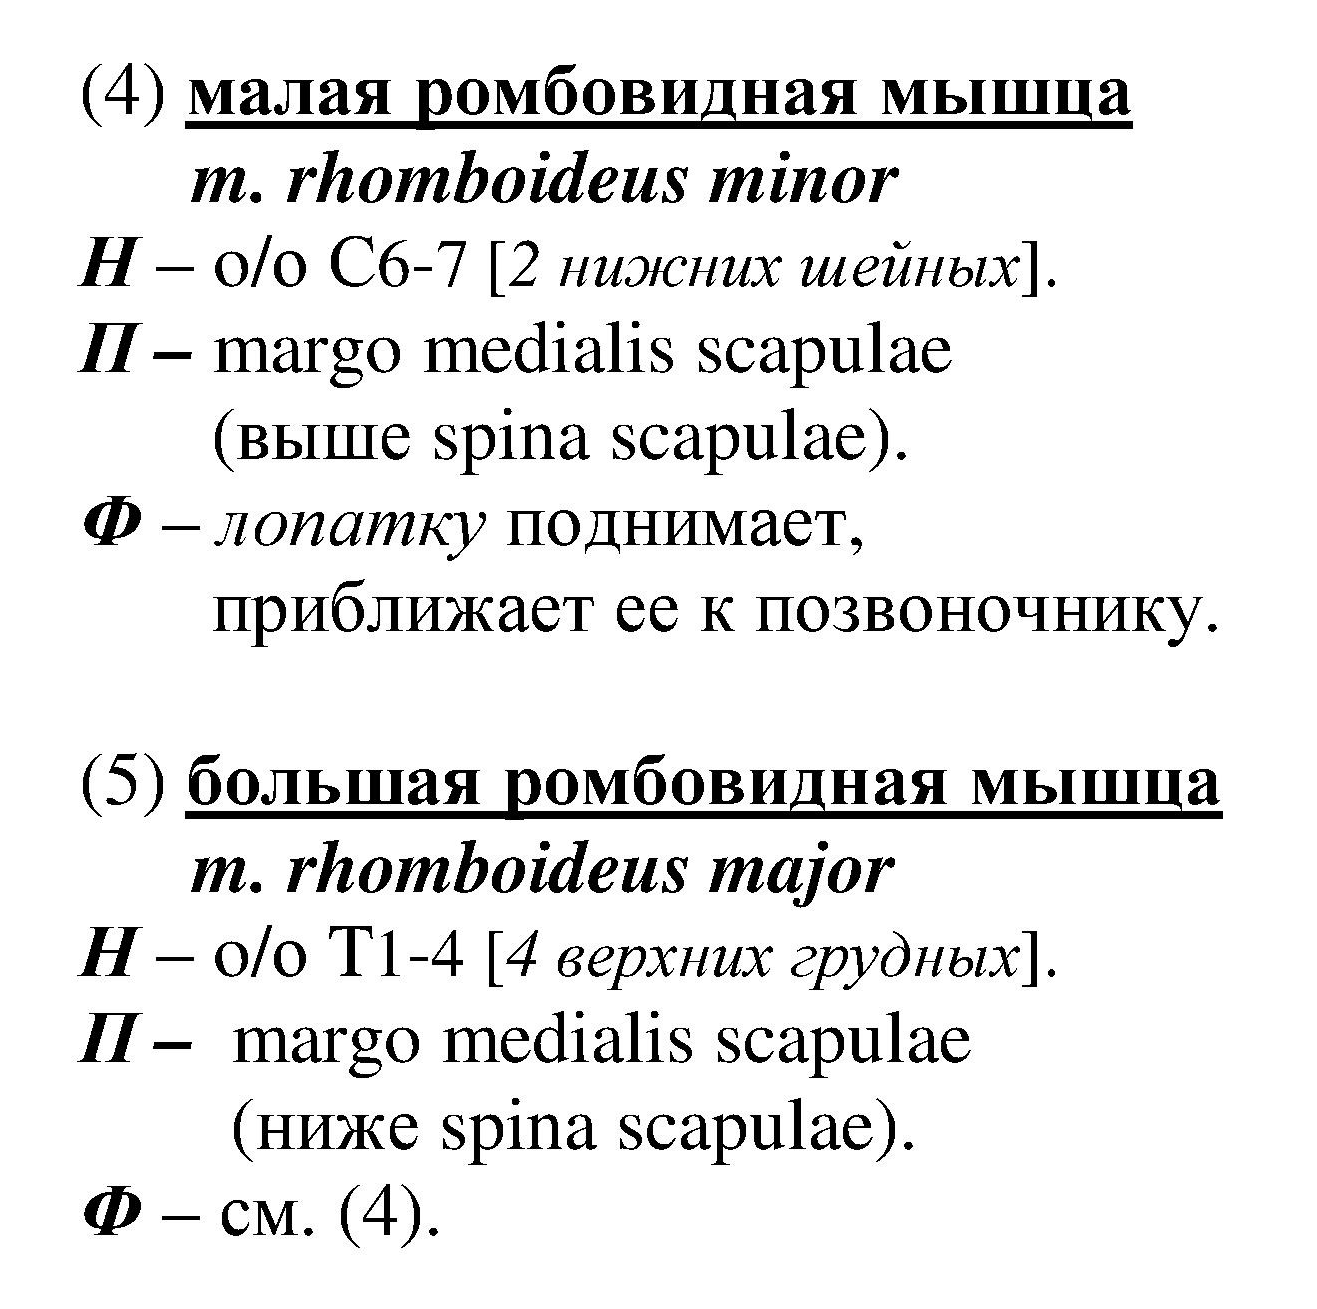 (4) малая ромбовидная мышца
m. rhomboideus minor
Н – о/о С6-7 [2 нижних шейных].
П – margo medialis scapulae
(выше spina scapulae).
Ф – лопатку поднимает,
приближает ее к позвоночнику.
(5) большая ромбовидная мышца
m. rhomboideus major
Н – о/о Т1-4 [4 верхних грудных].
П – margo medialis scapulae
(ниже spina scapulae).
Ф – см. (4).